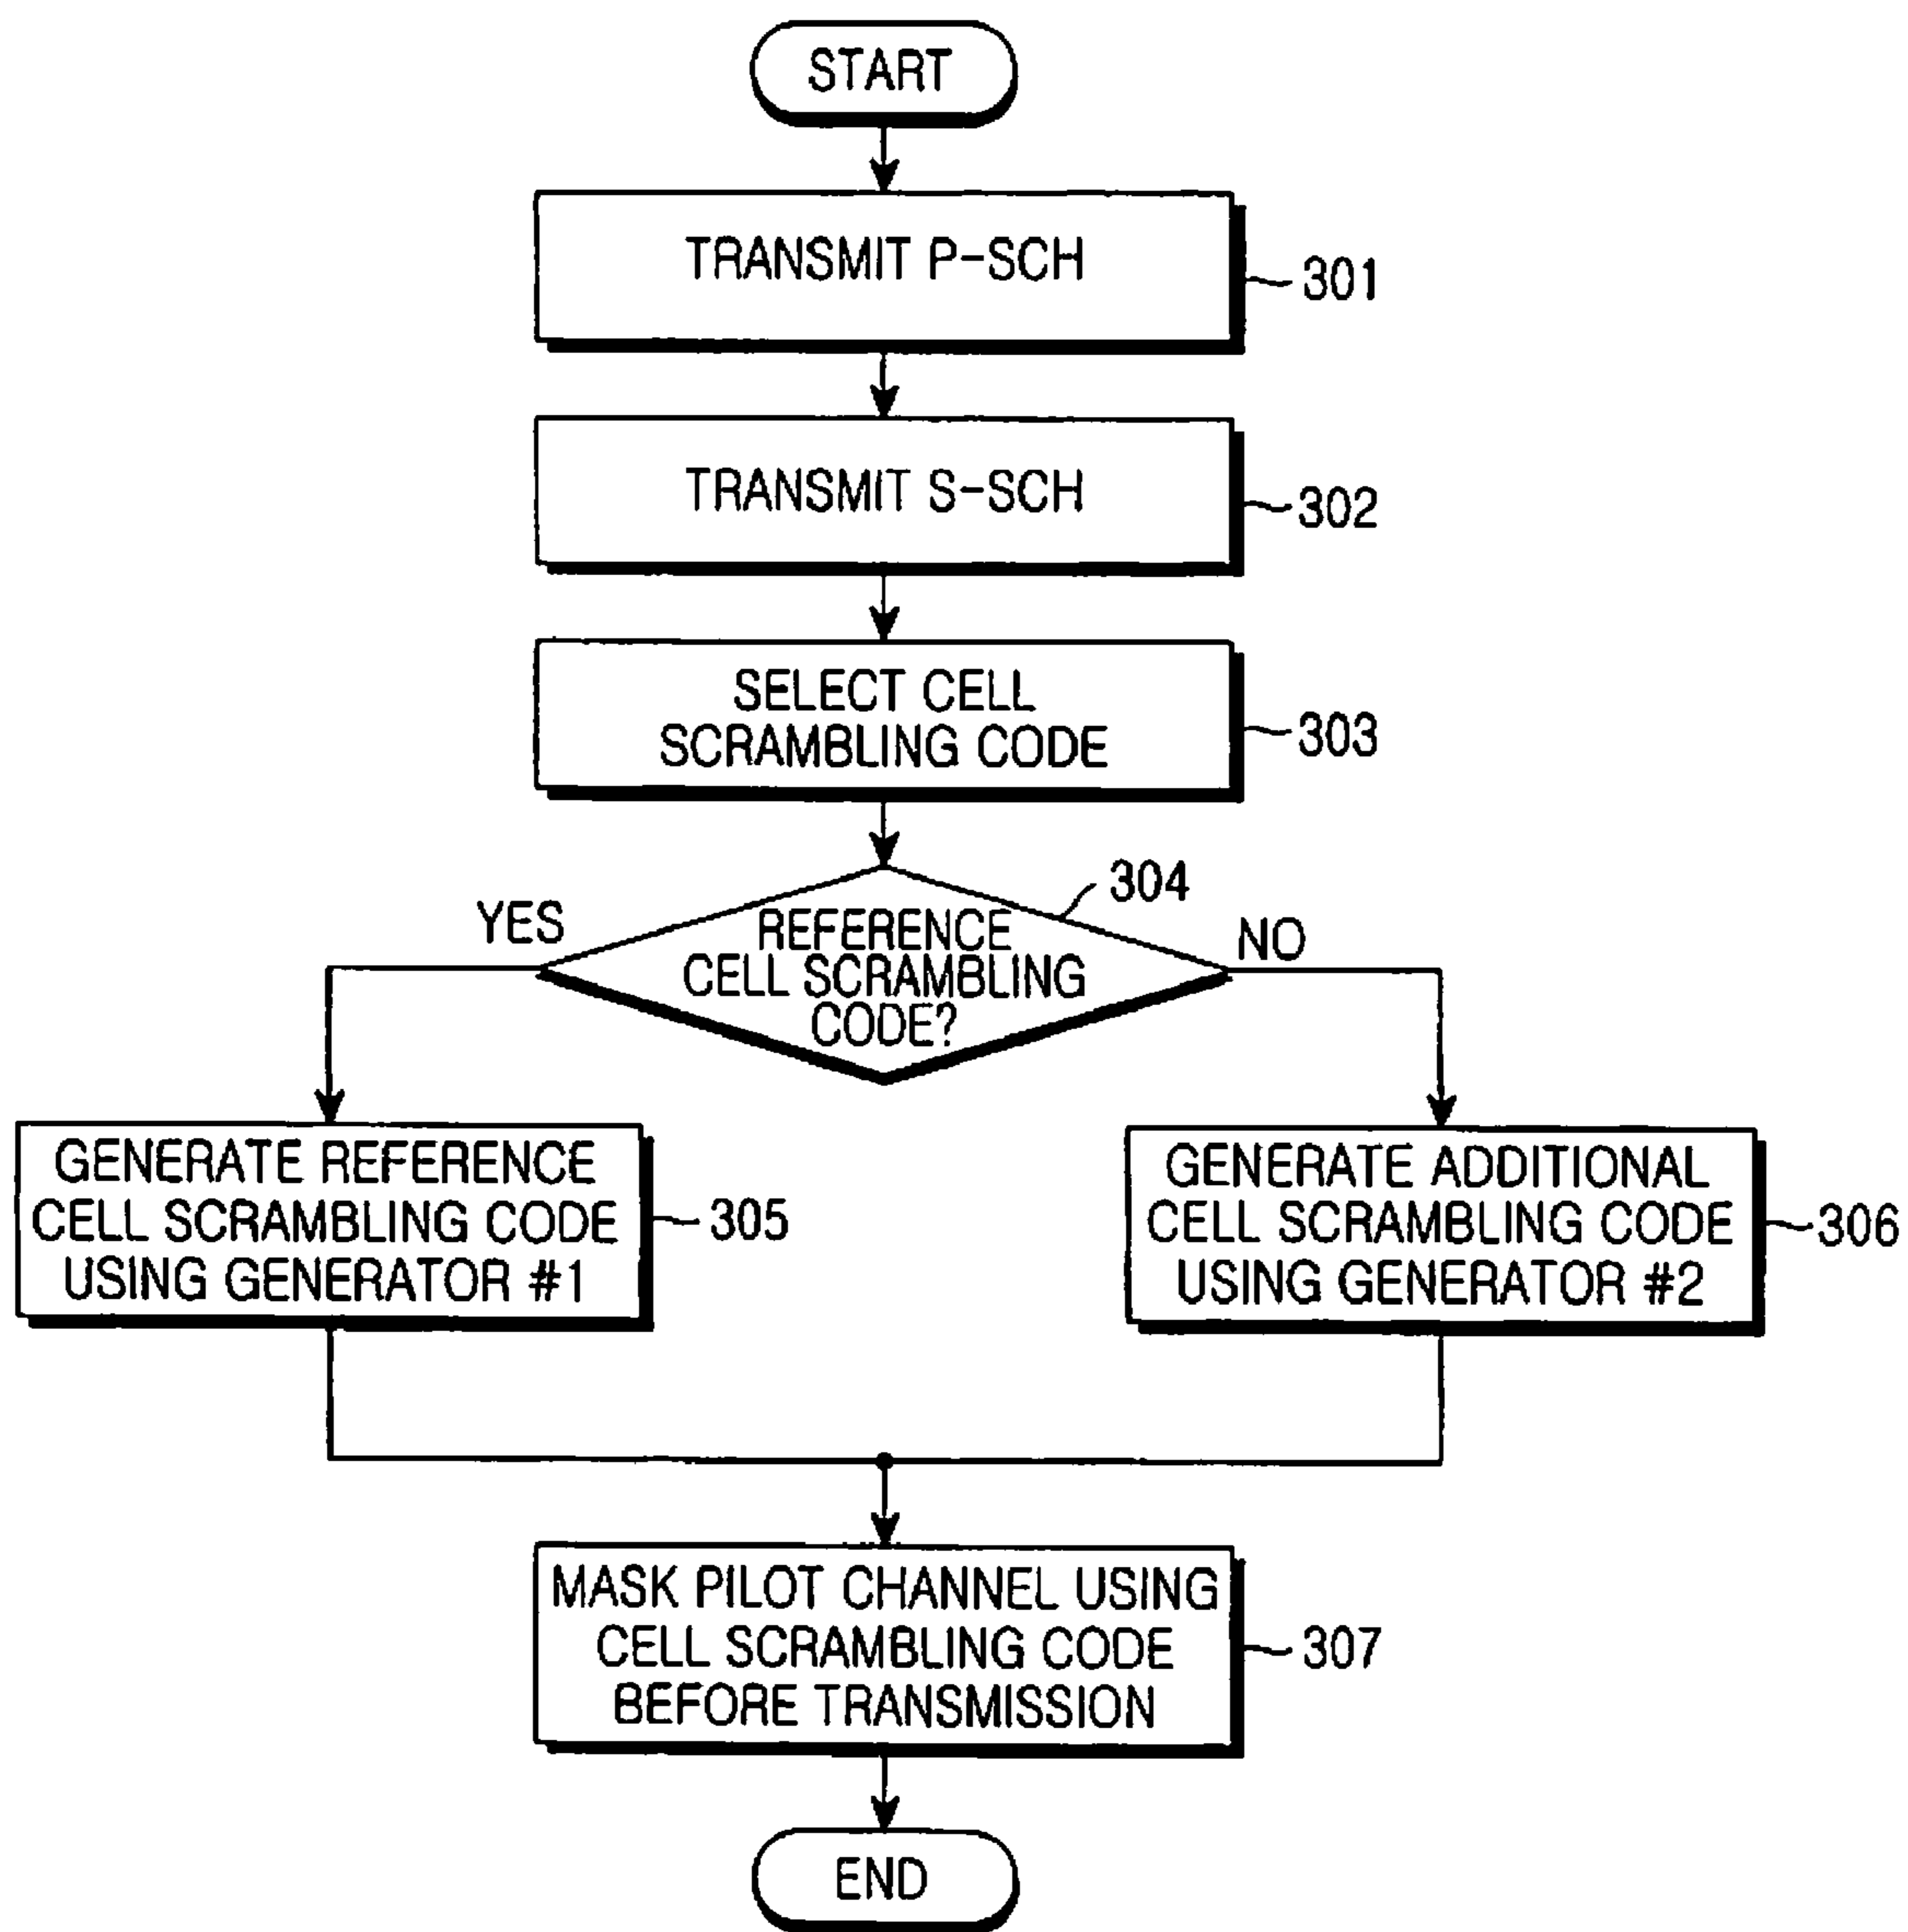 START
TRANSMIT P-SCH
301
TRANSMIT S-SCH
302
SELECT CELL
SCRAMBLING CODE
303
304
YES
REFERENCE
CELL SCRAMBLING
CODE?
NO
GENERATE REFERENCE
CELL SCRAMBLING CODE
USING GENERATOR #1
305
GENERATE ADDITIONAL
CELL SCRAMBLING CODE
USING GENERATOR #2
306
MASK PILOT CHANNEL USING
CELL SCRAMBLING CODE
BEFORE TRANSMISSION
307
END